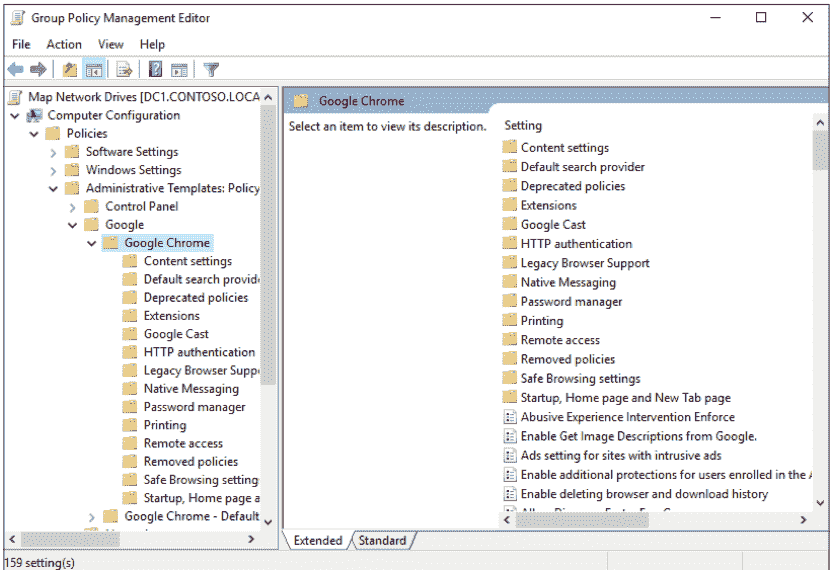 Group Policy Management Editor
File Action View Help
Map Network Drives [DC1.CONTOSO.LOCA
Computer Configuration
Policies
Software Settings
Windows Settings
Administrative Templates: Policy
Control Panel
Google
Google Chrome
Content settings
Default search provide
Deprecated policies
Extensions
Google Cast
HTTP authentication
Legacy Browser Suppo
Native Messaging
Password manager
Printing
Remote access
Removed policies
Safe Browsing setting
Startup, Home page a
Google Chrome - Default
Google Chrome
Select an item to view its description.
Setting
Content settings
Default search provider
Deprecated policies
Extensions
Google Cast
HTTP authentication
Legacy Browser Support
Native Messaging
Password manager
Printing
Remote access
Removed policies
Safe Browsing settings
Startup, Home page and New Tab page
Abusive Experience Intervention Enforce
Enable Get Image Descriptions from Google.
Ads setting for sites with intrusive ads
Enable additional protections for users enrolled in the A
Enable deleting browser and download history
Extended Standard
159 setting(s)